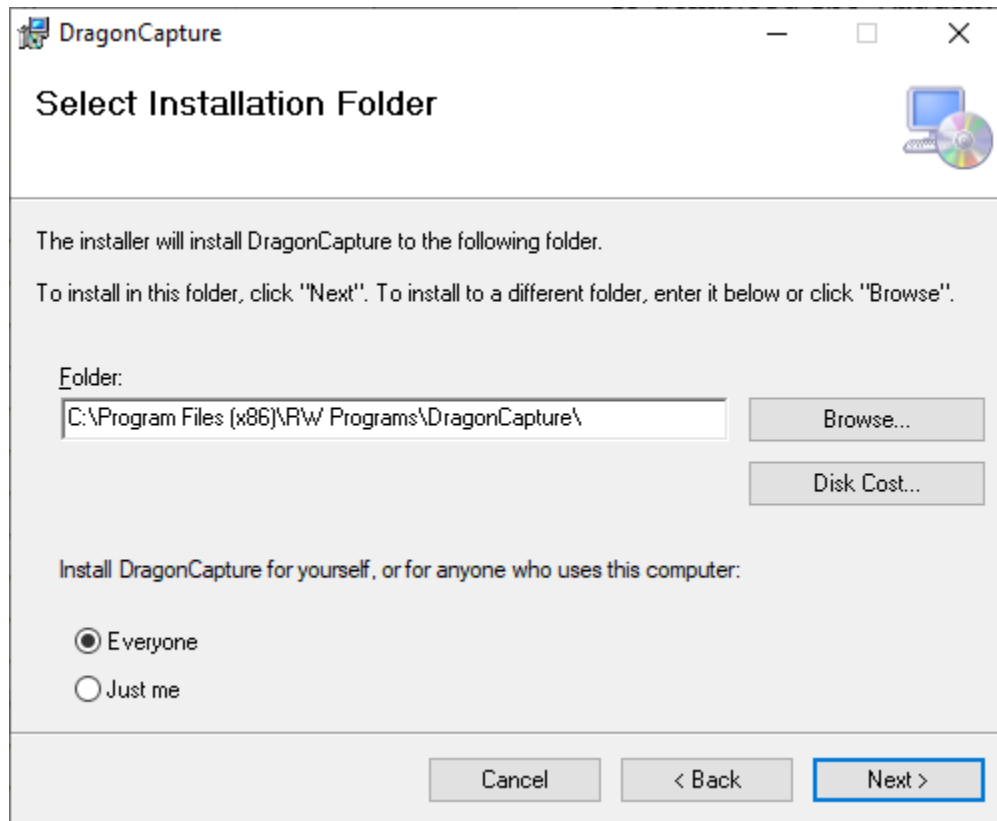 DragonCapture
Select Installation Folder
The installer will install DragonCapture to the following folder.
To install in this folder, click "Next". To install to a different folder, enter it below or click "Browse".
Folder:
C:\Program Files (x86)\RW Programs\DragonCapture\
Browse...
Disk Cost...
Install DragonCapture for yourself, or for anyone who uses this computer:
Everyone
Just me
Cancel
< Back
Next >